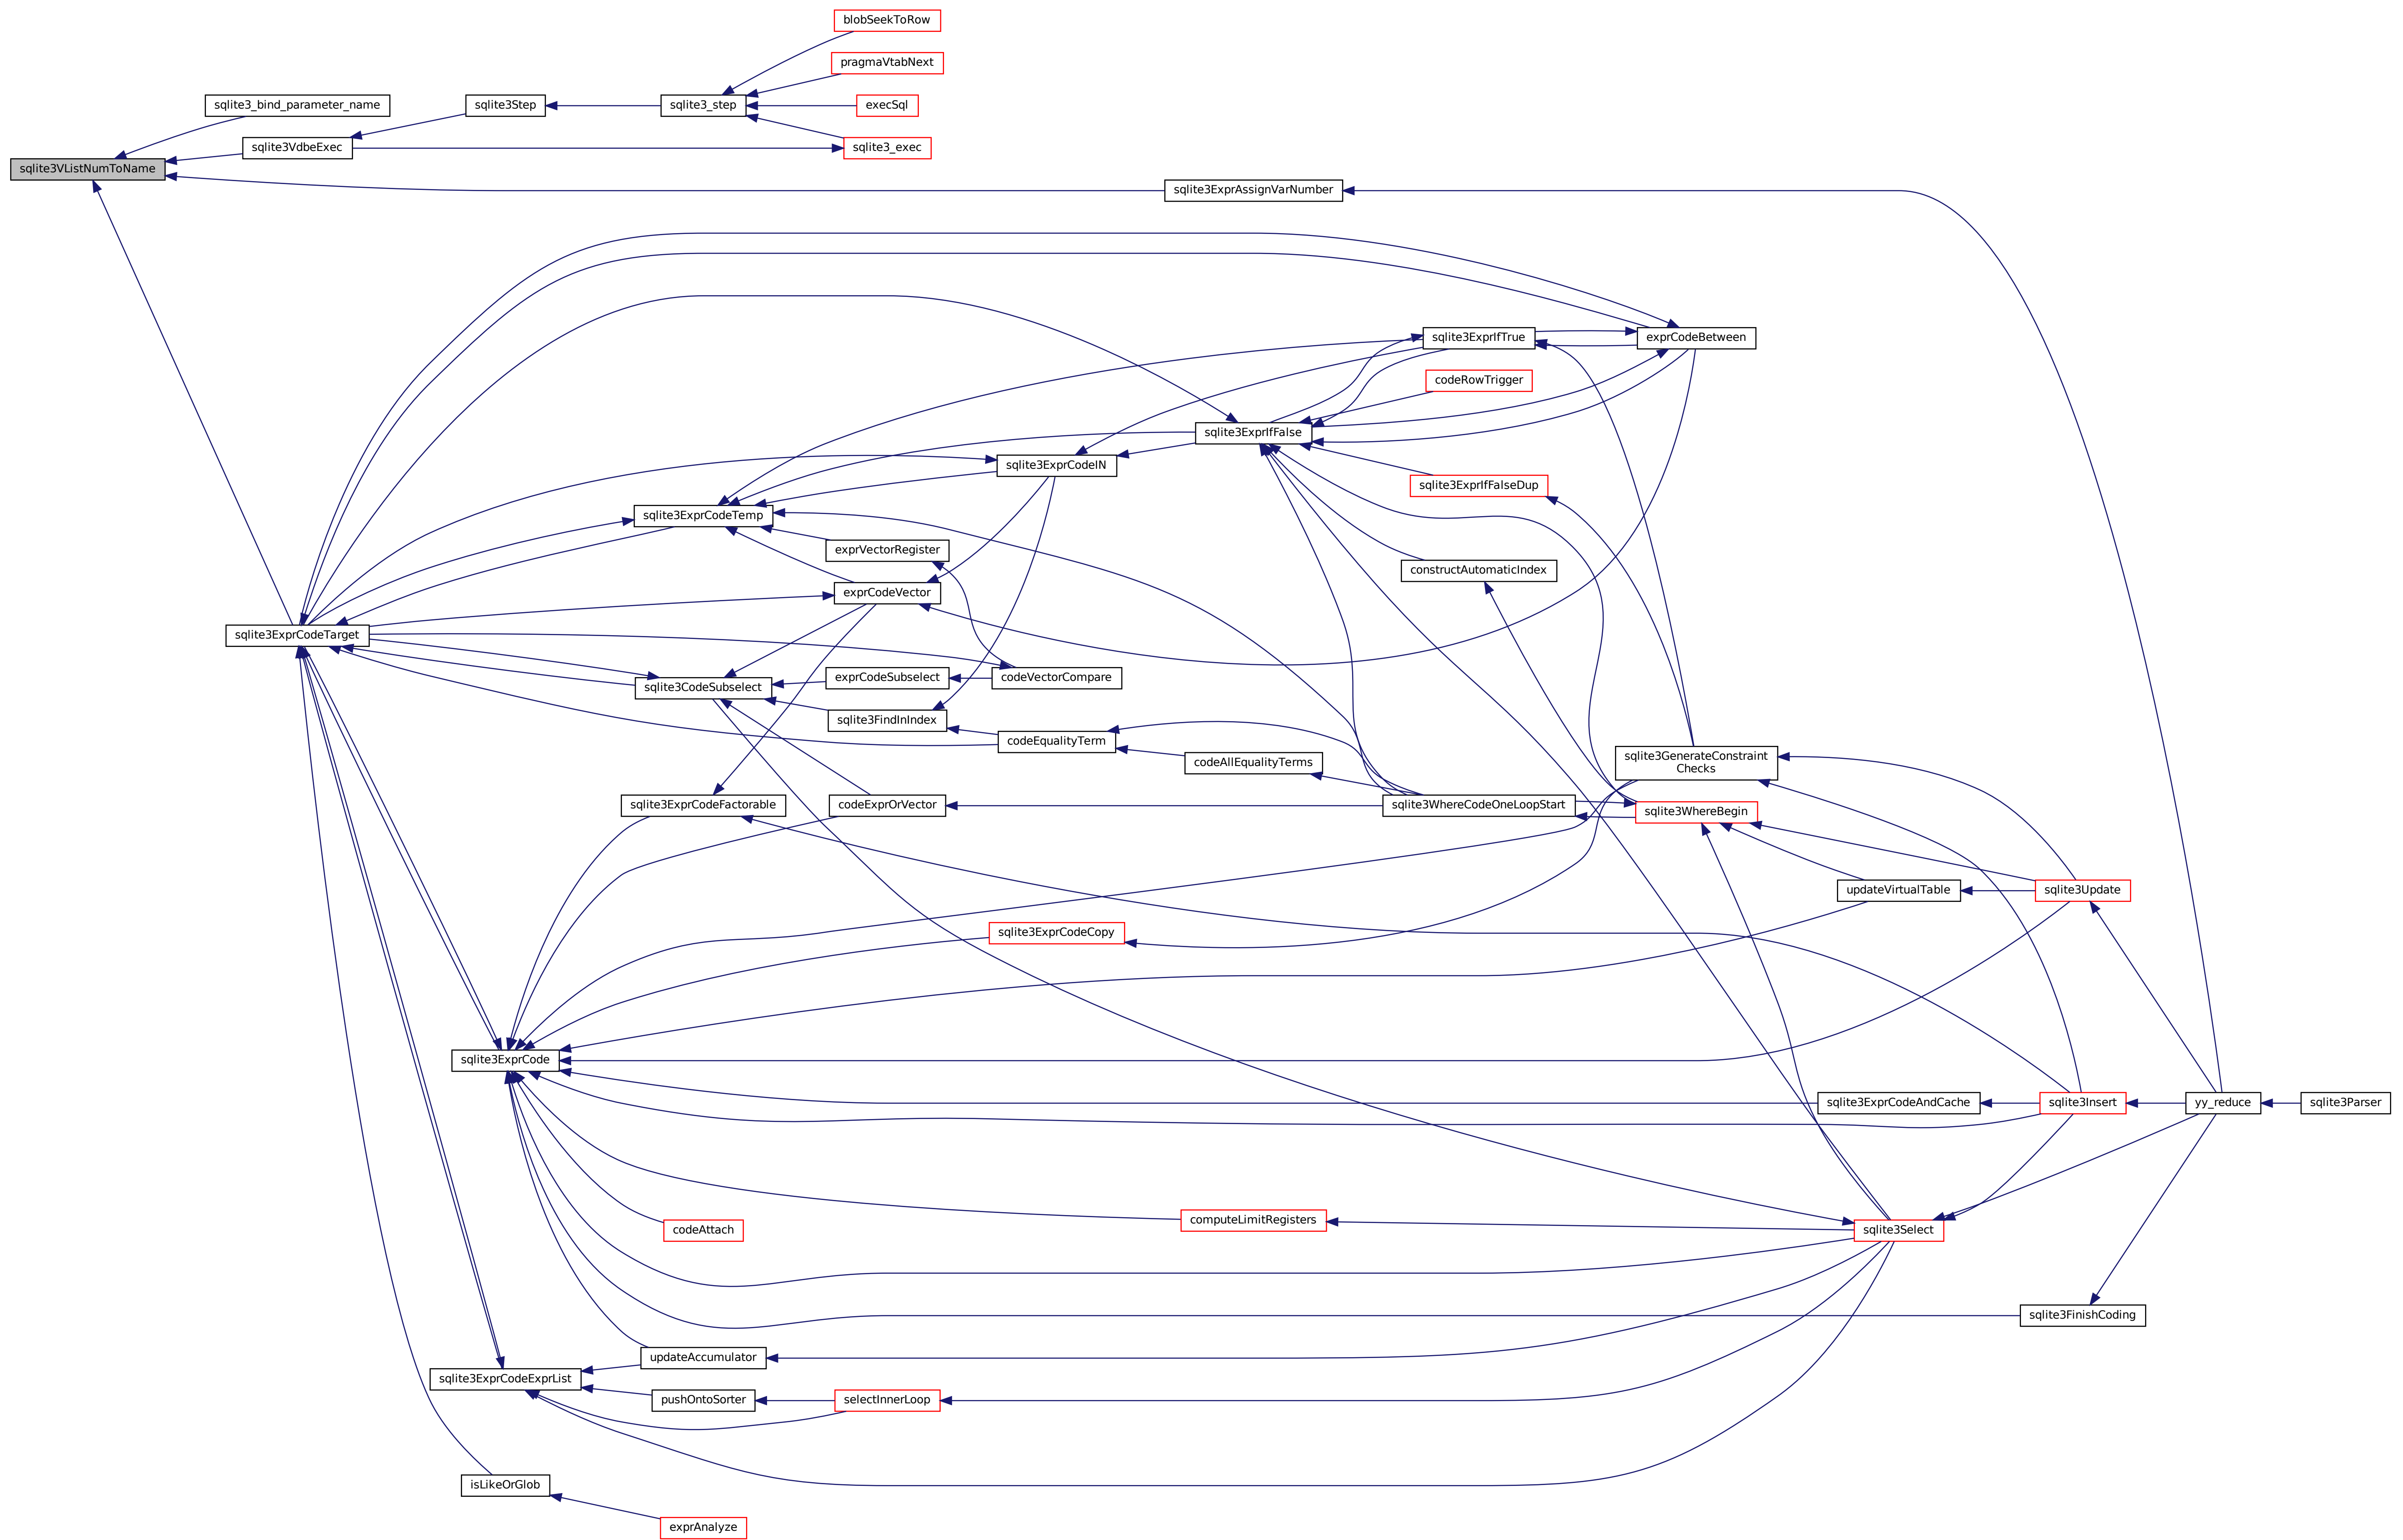 blobSeekToRow
pragmaVtabNext
sqlite3_bind_parameter_name
sqlite3Step
sqlite3_step
execSql
sqlite3VdbeExec
sqlite3_exec
sqlite3VListNumToName
sqlite3ExprAssignVarNumber
sqlite3ExprIfTrue
exprCodeBetween
codeRowTrigger
sqlite3ExprIfFalse
sqlite3ExprCodeIN
sqlite3ExprIfFalseDup
sqlite3ExprCodeTemp
exprVectorRegister
constructAutomaticIndex
exprCodeVector
sqlite3ExprCodeTarget
exprCodeSubselect
codeVectorCompare
sqlite3CodeSubselect
sqlite3FindInIndex
codeEqualityTerm
sqlite3GenerateConstraint
Checks
codeAllEqualityTerms
sqlite3ExprCodeFactorable
codeExprOrVector
sqlite3WhereCodeOneLoopStart
sqlite3WhereBegin
updateVirtualTable
sqlite3Update
sqlite3ExprCodeCopy
sqlite3ExprCode
sqlite3ExprCodeAndCache
sqlite3Insert
yy_reduce
sqlite3Parser
codeAttach
computeLimitRegisters
sqlite3Select
sqlite3FinishCoding
updateAccumulator
sqlite3ExprCodeExprList
pushOntoSorter
selectInnerLoop
isLikeOrGlob
exprAnalyze